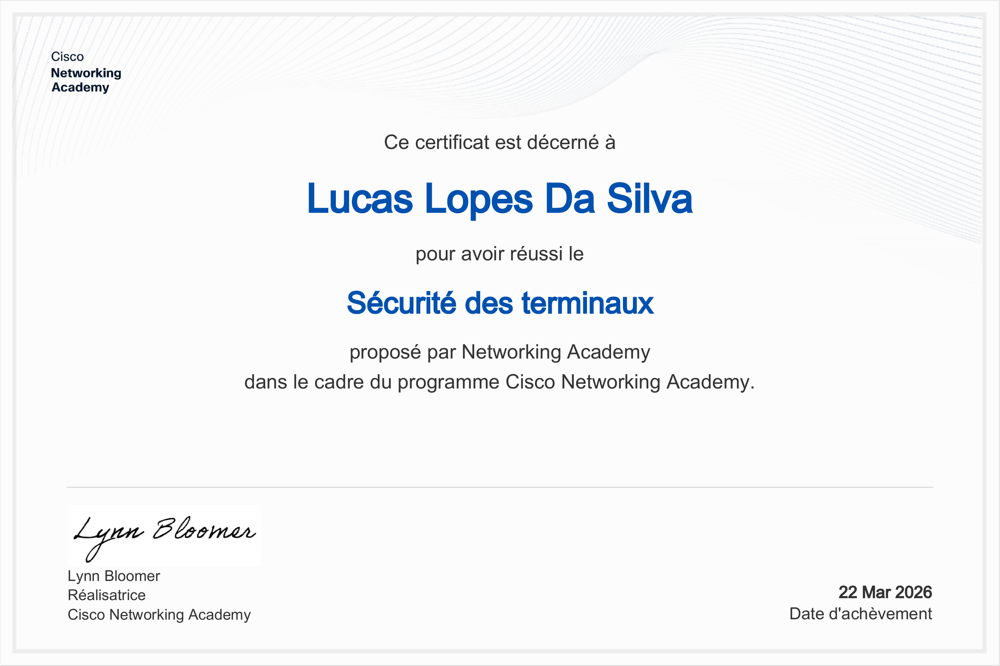 Cisco
Networking
Academy
Ce certificat est décerné à
Lucas Lopes Da Silva
pour avoir réussi le
Sécurité des terminaux
proposé par Networking Academy
dans le cadre du programme Cisco Networking Academy.
Lynn Bloomer
Lynn Bloomer
Réalisatrice
Cisco Networking Academy
22 Mar 2026
Date d'achèvement